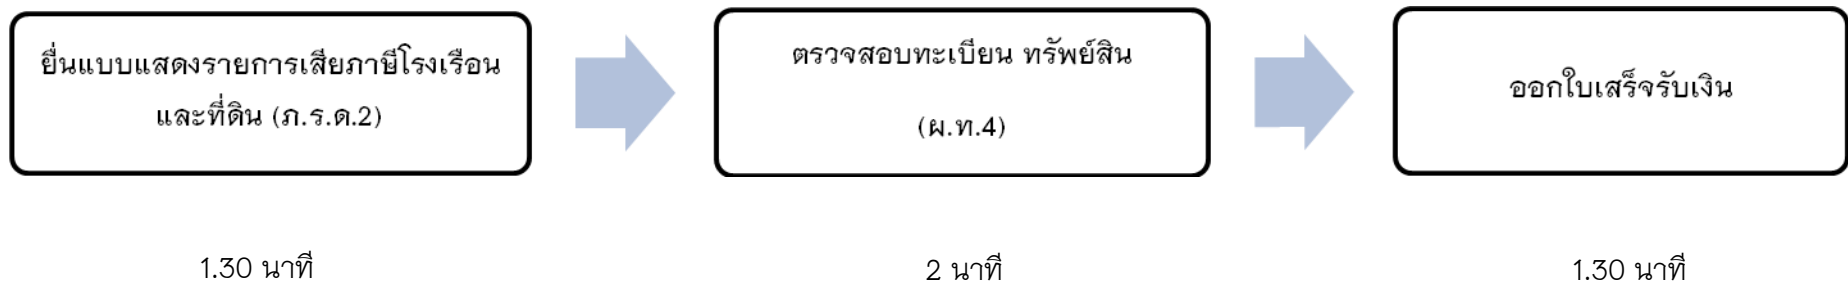 ยื่นแบบแสดงรายการเสียภาษีโรงเรือน
และที่ดิน (ภ.ร.ด.2)
ตรวจสอบทะเบียน ทรัพย์สิน
(ผ.ท.4)
ออกใบเสร็จรับเงิน
1.30 นาที
2 นาที
1.30 นาที